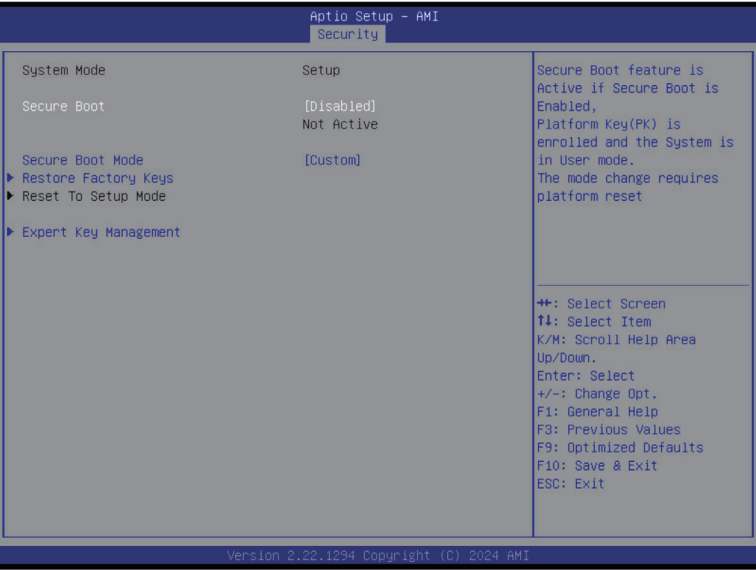 Aptio Setup - AMI
Security
System Mode Setup
Secure Boot [Disabled]
Not Active
Secure Boot Mode [Custom]
Restore Factory Keys
Reset To Setup Mode
Expert Key Management
Secure Boot feature is
Active if Secure Boot is
Enabled,
Platform Key(PK) is
enrolled and the System is
in User mode.
The mode change requires
platform reset
→←: Select Screen
↑↓: Select Item
K/M: Scroll Help Area
Up/Down.
Enter: Select
+/-: Change Opt.
F1: General Help
F3: Previous Values
F9: Optimized Defaults
F10: Save & Exit
ESC: Exit
Version 2.22.1294 Copyright (C) 2024 AMI